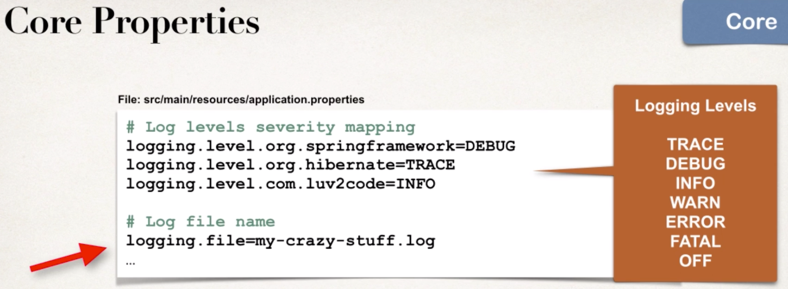 Core Properties
Core
File: src/main/resources/application.properties
# Log levels severity mapping
logging.level.org.springframework=DEBUG
logging.level.org.hibernate=TRACE
logging.level.com.luv2code=INFO
# Log file name
logging.file=my-crazy-stuff.log
...
Logging Levels
TRACE
DEBUG
INFO
WARN
ERROR
FATAL
OFF